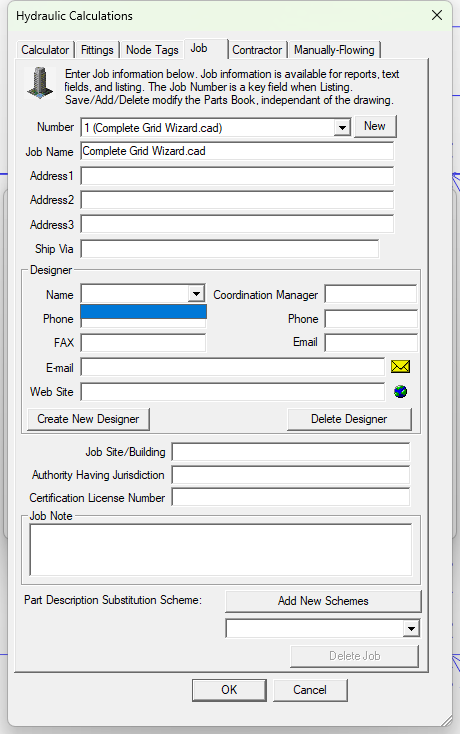 Hydraulic Calculations
Calculator Fittings Node Tags Job Contractor Manually-Flowing
Enter Job information below. Job information is available for reports, text
fields, and listing. The Job Number is a key field when Listing.
Save/Add/Delete modify the Parts Book, independant of the drawing.
Number 1 (Complete Grid Wizard.cad) New
Job Name Complete Grid Wizard.cad
Address1
Address2
Address3
Ship Via
Designer
Name Coordination Manager
Phone Phone
FAX Email
E-mail
Web Site
Create New Designer Delete Designer
Job Site/Building
Authority Having Jurisdiction
Certification License Number
Job Note
Part Description Substitution Scheme: Add New Schemes
Delete Job
OK Cancel